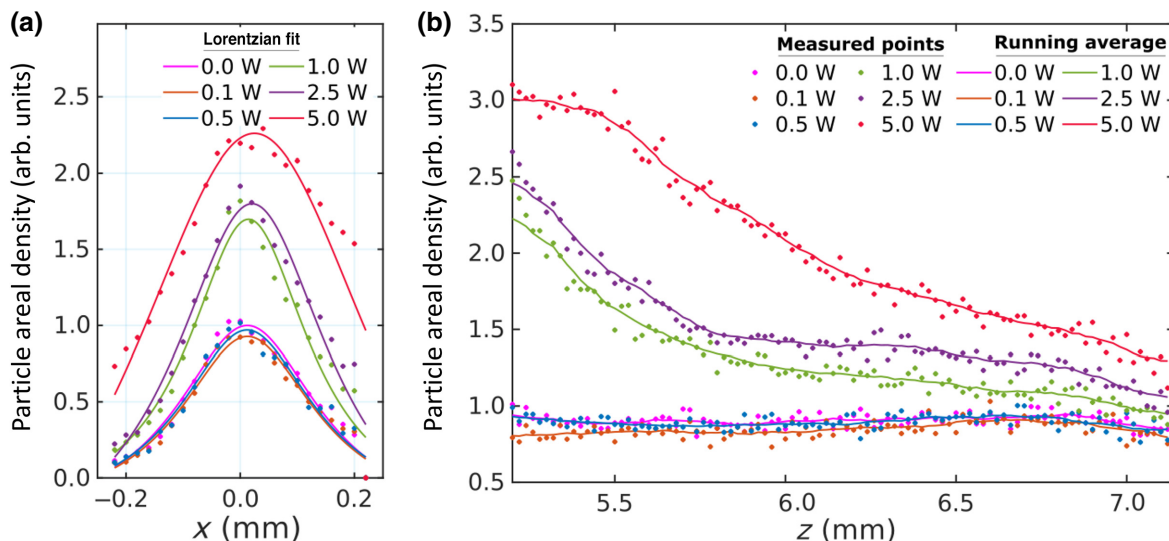 (a)
Particle areal density (arb. units)
2.5
2.0
1.5
1.0
0.5
0.0
Lorentzian fit
0.0 W 1.0 W
0.1 W 2.5 W
0.5 W 5.0 W
−0.2 0.0 0.2
x (mm)
(b)
Particle areal density (arb. units)
3.5
3.0
2.5
2.0
1.5
1.0
0.5
Measured points Running average
0.0 W 1.0 W 0.0 W 1.0 W
0.1 W 2.5 W 0.1 W 2.5 W
0.5 W 5.0 W 0.5 W 5.0 W
5.5 6.0 6.5 7.0
z (mm)